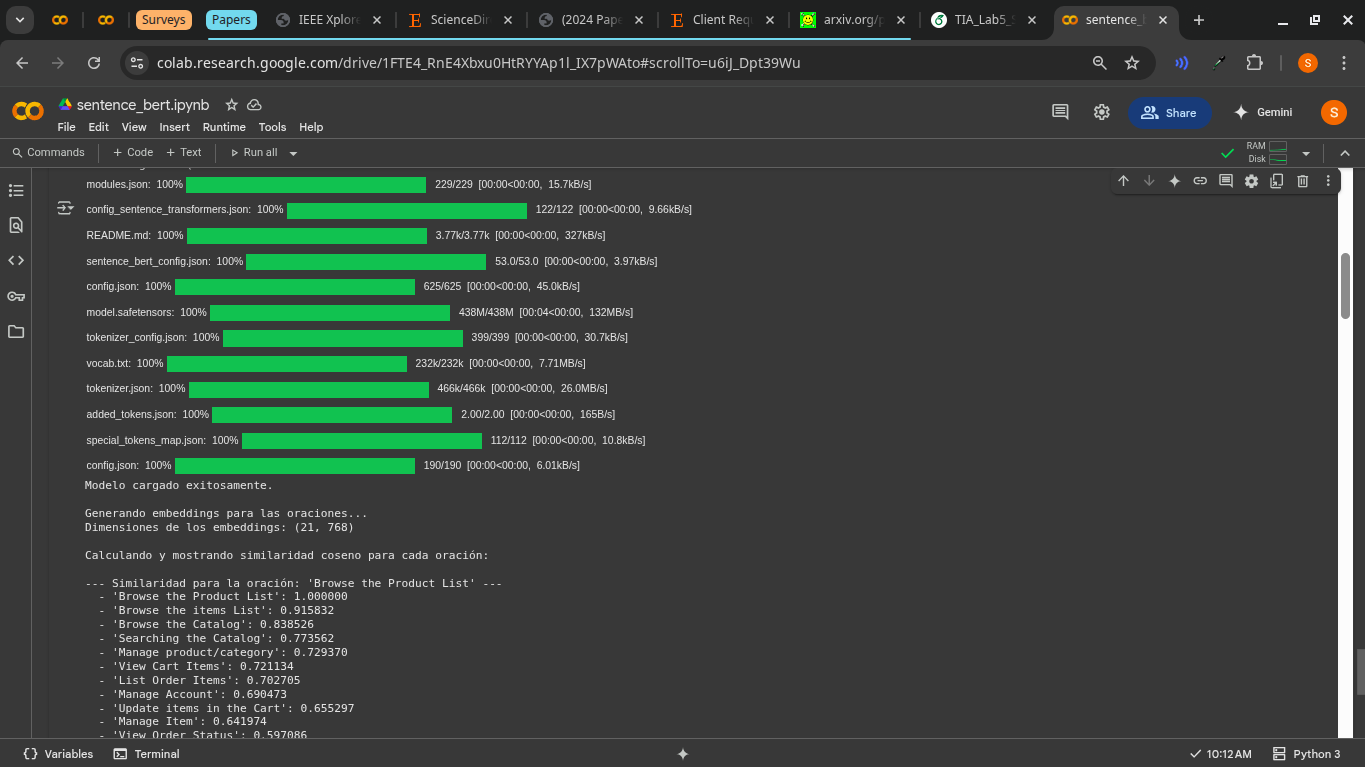 Surveys
Papers
IEEE Xplore
ScienceDir
(2024 Pape
Client Requ
arxiv.org/p
TIA_Lab5_S
sentence_b
colab.research.google.com/drive/1FTE4_RnE4Xbxu0HtRYYAp1l_IX7pWAto#scrollTo=u6iJ_Dpt39Wu
S
sentence_bert.ipynb
Share
Gemini
S
File Edit View Insert Runtime Tools Help
Commands + Code + Text Run all
RAM
Disk
modules.json: 100% 229/229 [00:00<00:00, 15.7kB/s]
config_sentence_transformers.json: 100% 122/122 [00:00<00:00, 9.66kB/s]
README.md: 100% 3.77k/3.77k [00:00<00:00, 327kB/s]
sentence_bert_config.json: 100% 53.0/53.0 [00:00<00:00, 3.97kB/s]
config.json: 100% 625/625 [00:00<00:00, 45.0kB/s]
model.safetensors: 100% 438M/438M [00:04<00:00, 132MB/s]
tokenizer_config.json: 100% 399/399 [00:00<00:00, 30.7kB/s]
vocab.txt: 100% 232k/232k [00:00<00:00, 7.71MB/s]
tokenizer.json: 100% 466k/466k [00:00<00:00, 26.0MB/s]
added_tokens.json: 100% 2.00/2.00 [00:00<00:00, 165B/s]
special_tokens_map.json: 100% 112/112 [00:00<00:00, 10.8kB/s]
config.json: 100% 190/190 [00:00<00:00, 6.01kB/s]
Modelo cargado exitosamente.
Generando embeddings para las oraciones...
Dimensiones de los embeddings: (21, 768)
Calculando y mostrando similaridad coseno para cada oración:
--- Similaridad para la oración: 'Browse the Product List' ---
- 'Browse the Product List': 1.000000
- 'Browse the items List': 0.915832
- 'Browse the Catalog': 0.838526
- 'Searching the Catalog': 0.773562
- 'Manage product/category': 0.729370
- 'View Cart Items': 0.721134
- 'List Order Items': 0.702705
- 'Manage Account': 0.690473
- 'Update items in the Cart': 0.655297
- 'Manage Item': 0.641974
- 'View Order Status': 0.597086
Variables Terminal
10:12 AM Python 3